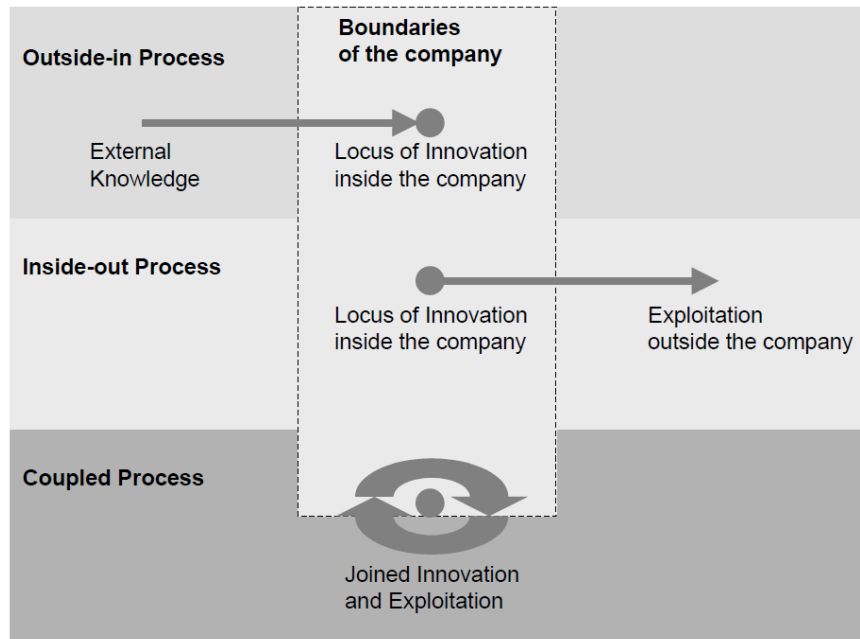 Boundaries
of the company
Outside-in Process
External
Knowledge
Locus of Innovation
inside the company
Inside-out Process
Locus of Innovation
inside the company
Exploitation
outside the company
Coupled Process
Joined Innovation
and Exploitation